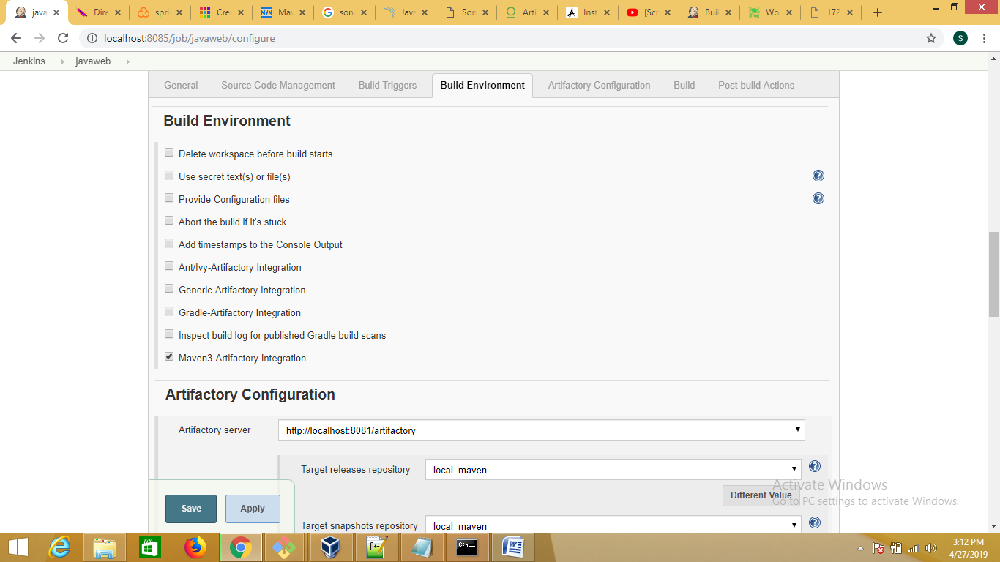 java
Dire
spri
Crea
MVN
Mav
son
Java
Son
Arti
Inst
[Scr
Buil
Wo
172
localhost:8085/job/javaweb/configure
S
Jenkins
javaweb
General
Source Code Management
Build Triggers
Build Environment
Artifactory Configuration
Build
Post-build Actions
Build Environment
Delete workspace before build starts
Use secret text(s) or file(s)
Provide Configuration files
Abort the build if it's stuck
Add timestamps to the Console Output
Ant/Ivy-Artifactory Integration
Generic-Artifactory Integration
Gradle-Artifactory Integration
Inspect build log for published Gradle build scans
Maven3-Artifactory Integration
Artifactory Configuration
Artifactory server
http://localhost:8081/artifactory
Target releases repository
local maven
Different Value
Activate Windows
Go to PC settings to activate Windows.
Save
Apply
Target snapshots repository
local maven
3:12 PM
4/27/2019